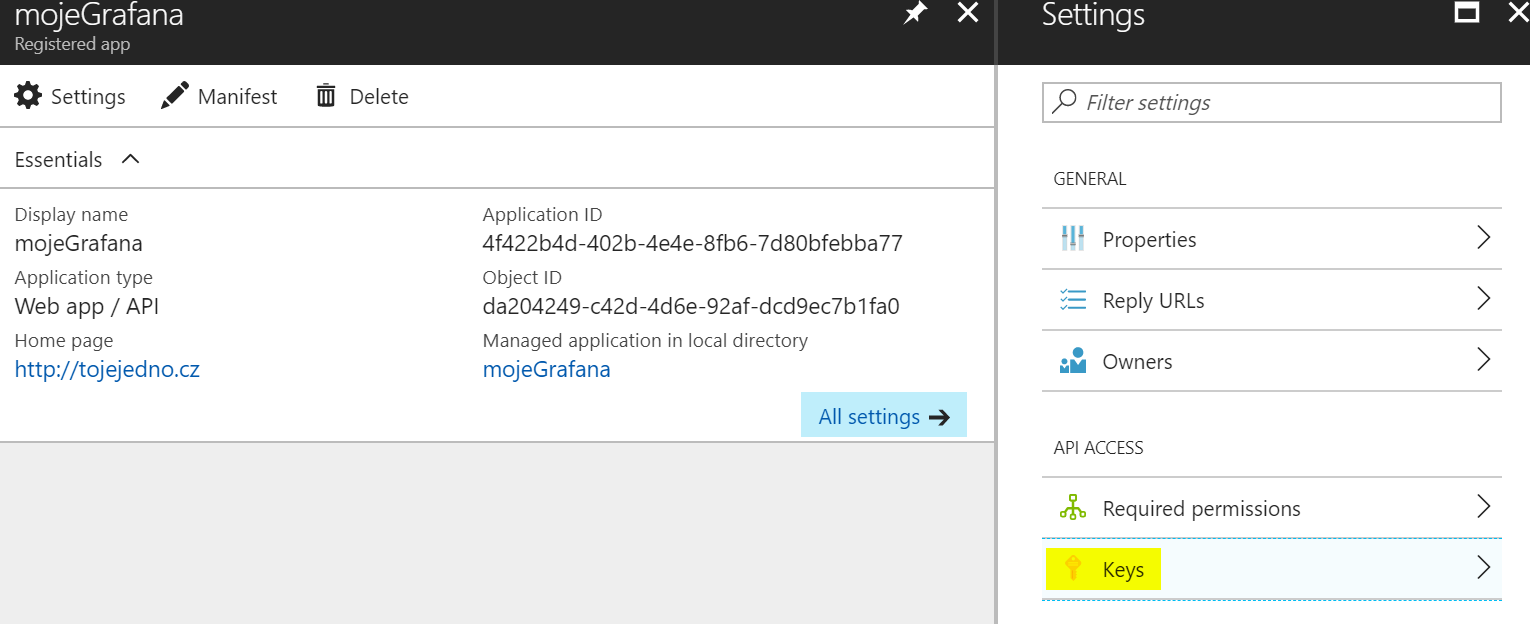 mojeGrafana
Registered app
Settings
Manifest
Delete
Essentials
Display name
mojeGrafana
Application type
Web app / API
Home page
http://tojejedno.cz
Application ID
4f422b4d-402b-4e4e-8fb6-7d80bfebba77
Object ID
da204249-c42d-4d6e-92af-dcd9ec7b1fa0
Managed application in local directory
mojeGrafana
All settings
Settings
Filter settings
GENERAL
Properties
Reply URLs
Owners
API ACCESS
Required permissions
Keys